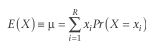 E(X) ≡ μ = ∑_{i=1}^{R} x_i Pr(X = x_i)